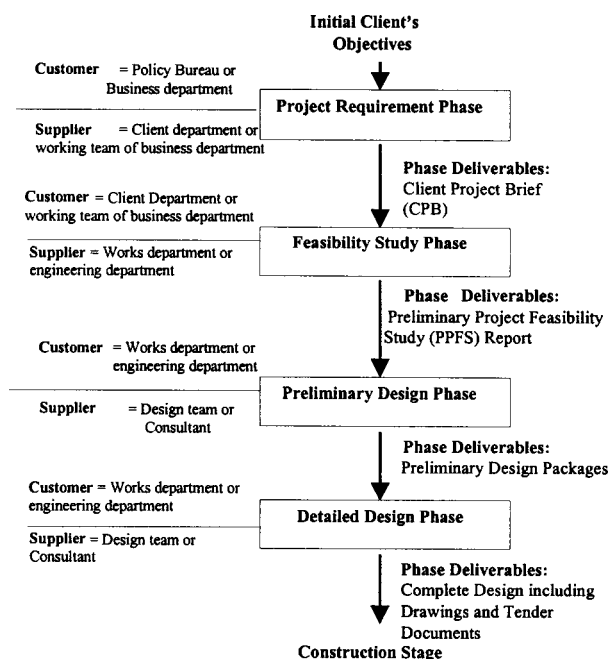 Initial Client's
Objectives
Customer = Policy Bureau or
Business department
Project Requirement Phase
Supplier = Client department or
working team of business department
Phase Deliverables:
Client Project Brief
(CPB)
Customer = Client Department or
working team of business department
Feasibility Study Phase
Supplier = Works department or
engineering department
Phase Deliverables:
Preliminary Project Feasibility
Study (PPFS) Report
Customer = Works department or
engineering department
Preliminary Design Phase
Supplier = Design team or
Consultant
Phase Deliverables:
Preliminary Design Packages
Customer = Works department or
engineering department
Detailed Design Phase
Supplier = Design team or
Consultant
Phase Deliverables:
Complete Design including
Drawings and Tender
Documents
Construction Stage